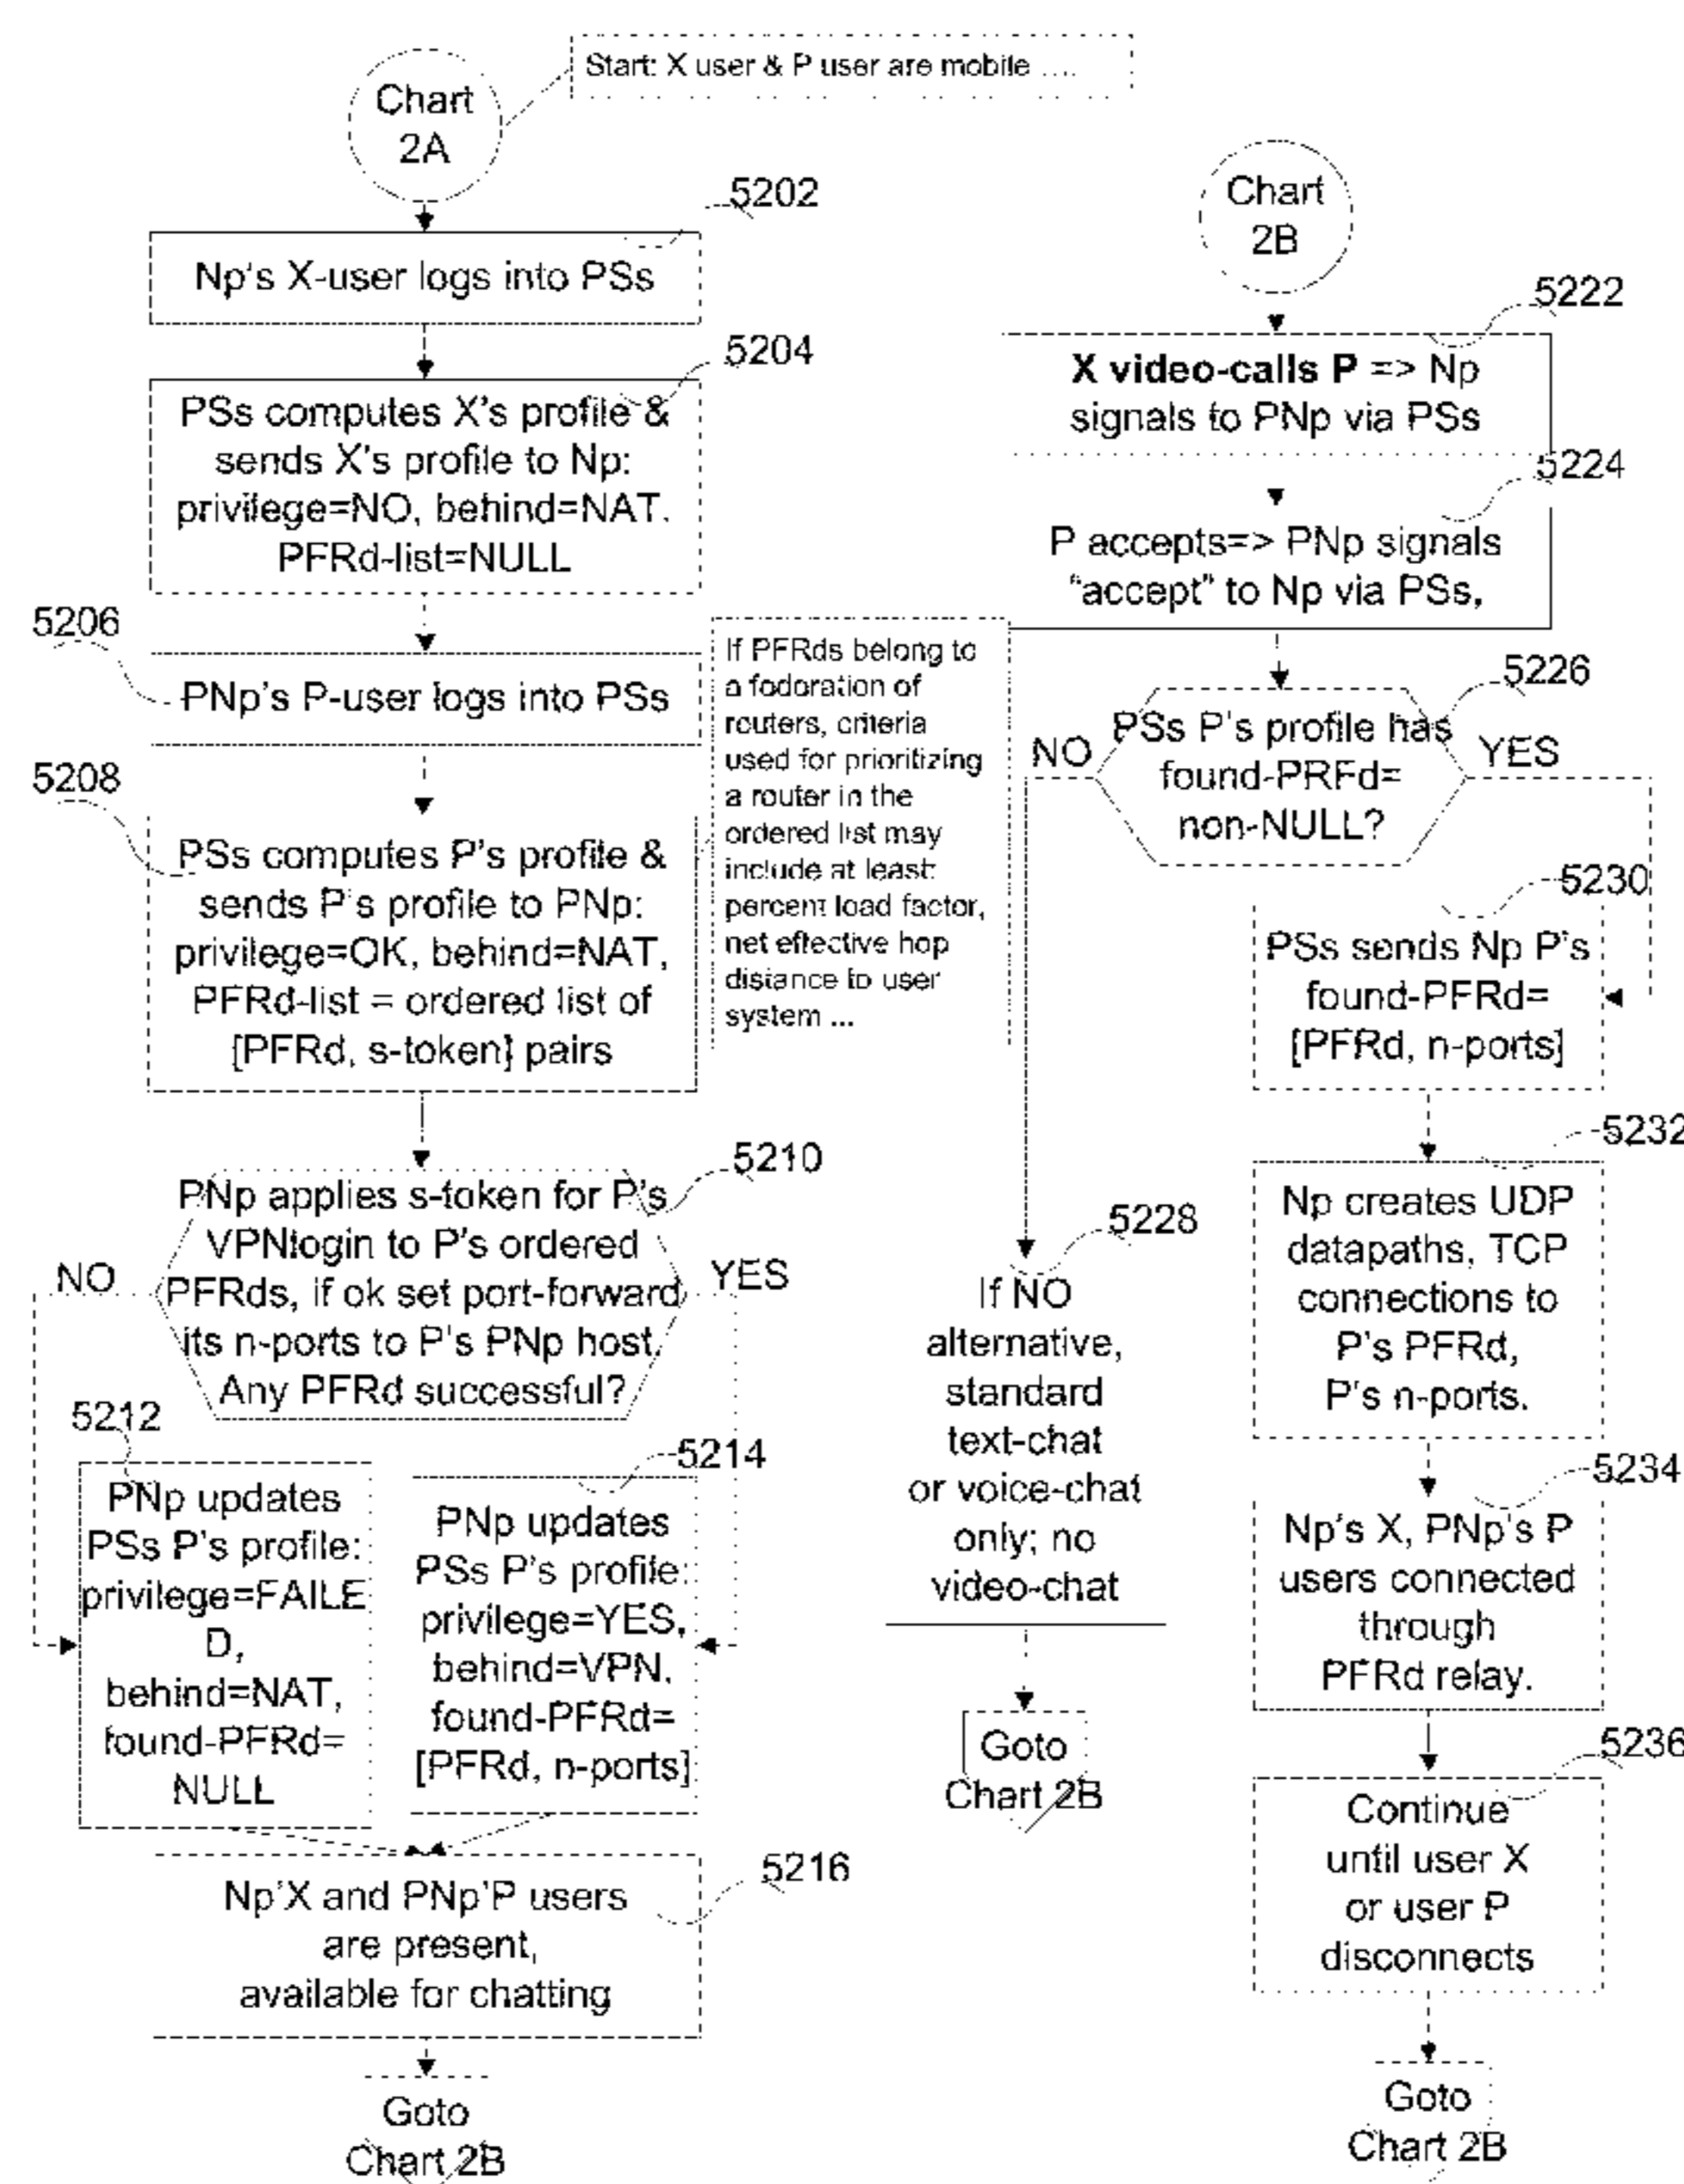 Chart
2A
Start: X user & P user are mobile ....
5202
Np's X-user logs into PSs
5204
PSs computes X's profile &
sends X's profile to Np:
privilege=NO, behind=NAT.
PFRd-list=NULL
5206
PNp's P-user logs into PSs
5208
PSs computes P's profile &
sends P's profile to PNp:
privilege=OK, behind=NAT,
PFRd-list = ordered list of
[PFRd, s-token] pairs
If PFRds belong to
a federation of
routers, criteria
used for prioritizing
a router in the
ordered list may
include at least:
percent load factor,
net effective hop
distance to user
system ...
5210
PNp applies s-token for P's
VPNlogin to P's ordered
PFRds, if ok set port-forward
its n-ports to P's PNp host.
Any PFRd successful?
NO
YES
5212
PNp updates
PSs P's profile:
privilege=FAILE
D,
behind=NAT,
found-PFRd=
NULL
5214
PNp updates
PSs P's profile:
privilege=YES,
behind=VPN,
found-PFRd=
[PFRd, n-ports]
5216
Np'X and PNp'P users
are present,
available for chatting
Goto
Chart 2B
Chart
2B
5222
X video-calls P => Np
signals to PNp via PSs
5224
P accepts=> PNp signals
"accept" to Np via PSs,
5226
PSs P's profile has
found-PRFd=
non-NULL?
NO
YES
5228
If NO
alternative,
standard
text-chat
or voice-chat
only; no
video-chat
Goto
Chart 2B
5230
PSs sends Np P's
found-PFRd=
[PFRd, n-ports]
5232
Np creates UDP
datapaths, TCP
connections to
P's PFRd,
P's n-ports.
5234
Np's X, PNp's P
users connected
through
PFRd relay.
5236
Continue
until user X
or user P
disconnects
Goto
Chart 2B